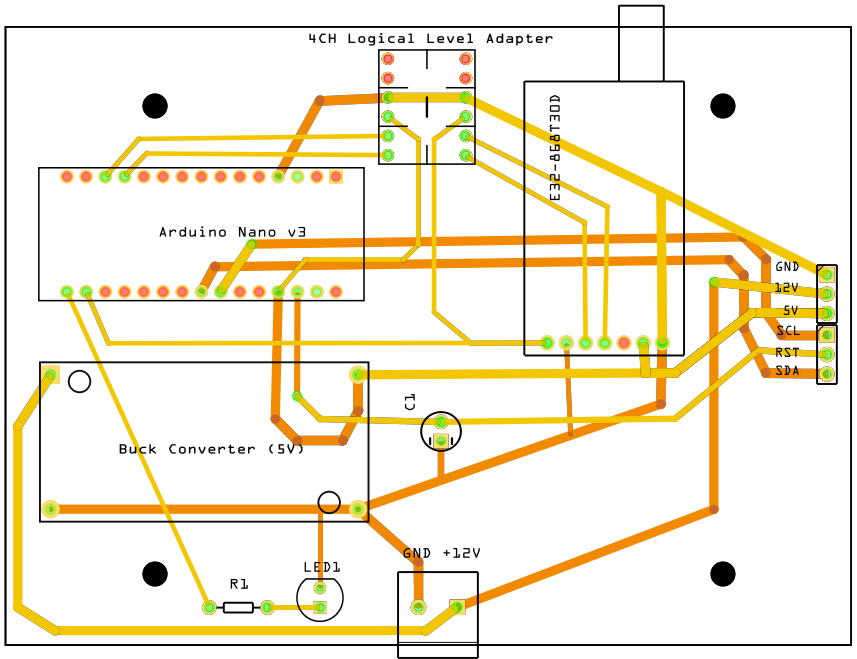 4CH Logical Level Adapter
E32-868T30D
Arduino Nano v3
GND
12V
5V
SCL
RST
SDA
C1
Buck Converter (5V)
GND +12V
LED1
R1